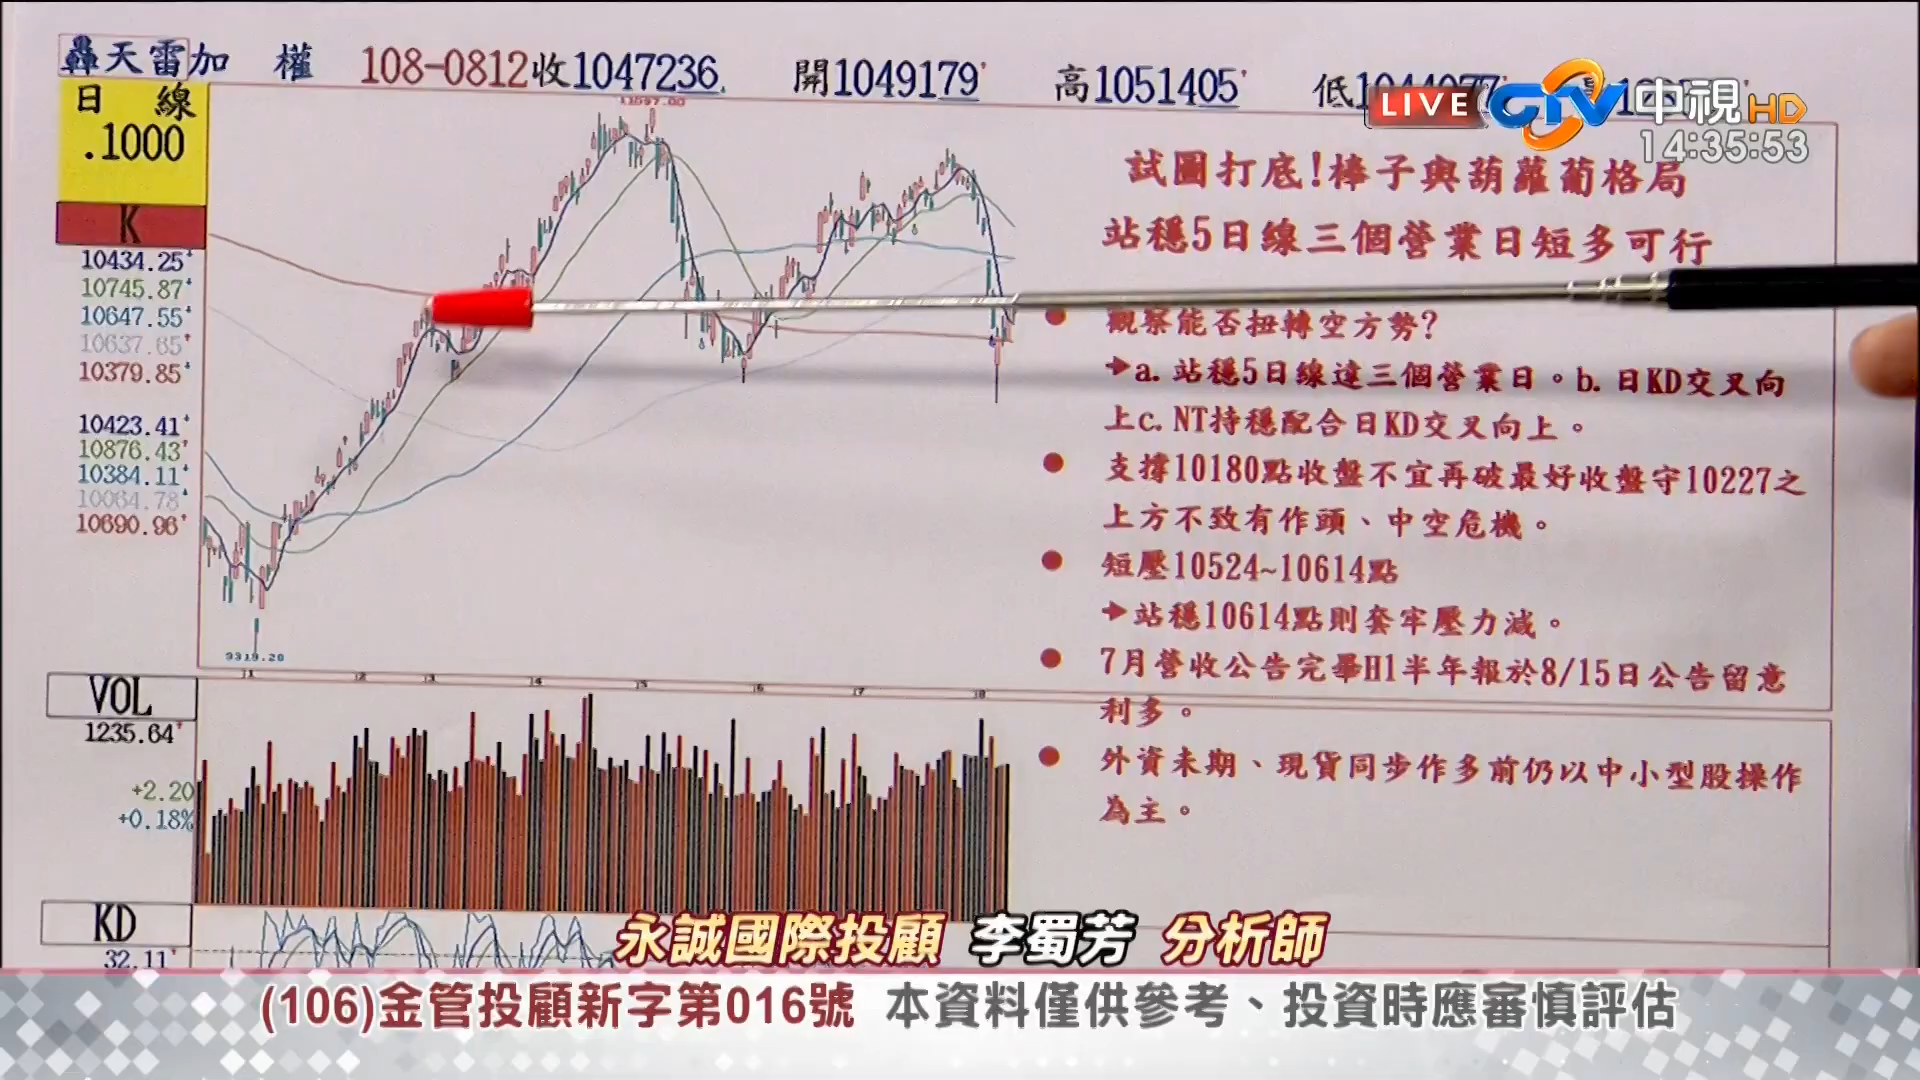 轟天雷加 權 108-0812收1047236 開1049179 高1051405 低
LIVE CTV 中視HD
14:35:53
日 線
.1000
K
10434.25
10745.87
10647.55
10637.65
10379.85
10423.41
10876.43
10384.11
10064.78
10690.96
11097.00
9319.28
試圖打底!棒子與葫蘿蔔格局
站穩5日線三個營業日短多可行
● 觀察能否扭轉空方勢?
➔a.站穩5日線達三個營業日。b.日KD交叉向
上c.NT持穩配合日KD交叉向上。
● 支撐10180點收盤不宜再破最好收盤守10227之
上方不致有作頭、中空危機。
● 短壓10524~10614點
➔站穩10614點則套牢壓力減。
● 7月營收公告完畢H1半年報於8/15日公告留意
利多。
● 外資未期、現貨同步作多前仍以中小型股操作
為主。
VOL
1235.64
+2.20
+0.18%
KD
32.11
永誠國際投顧 李蜀芳 分析師
(106)金管投顧新字第016號 本資料僅供參考、投資時應審慎評估